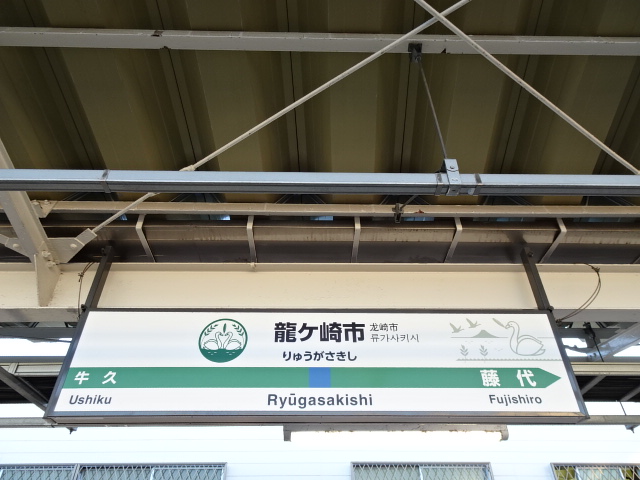 龍ケ崎市
龙崎市
류가사키시
りゅうがさきし
牛久
藤代
Ushiku
Ryūgasakishi
Fujishiro